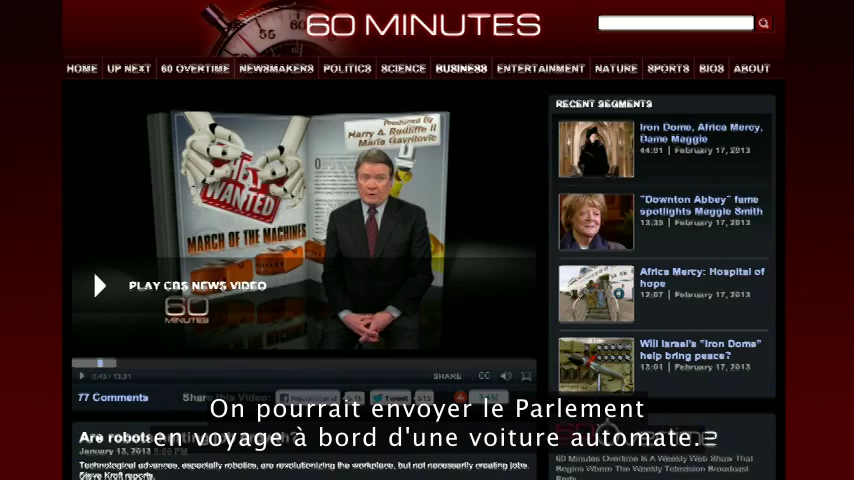 60 MINUTES
HOME UP NEXT 60 OVERTIME NEWSMAKERS POLITICS SCIENCE BUSINESS ENTERTAINMENT NATURE SPORTS BIOS ABOUT
Produced By
Harry A. Radliffe II
Maria Gavrilovic
WANTED
MARCH OF THE MACHINES
PLAY CBS NEWS VIDEO
60
MINUTES
SHARE CC
77 Comments
Share this Video:
Are robots
January 13, 2013 5:00 PM
Technological advances, especially robotics, are revolutionizing the workplace, but not necessarily creating jobs.
Steve Kroft reports.
RECENT SEGMENTS
Iron Dome, Africa Mercy,
Dame Maggie
44:01 | February 17, 2013
"Downton Abbey" fame
spotlights Maggie Smith
13:35 | February 17, 2013
Africa Mercy: Hospital of
hope
12:07 | February 17, 2013
Will Israel's "Iron Dome"
help bring peace?
13:01 | February 17, 2013
60 Minutes Overtime Is A Weekly Web Show That
Begins Where The Weekly Television Broadcast
Ends
On pourrait envoyer le Parlement
en voyage à bord d'une voiture automate.